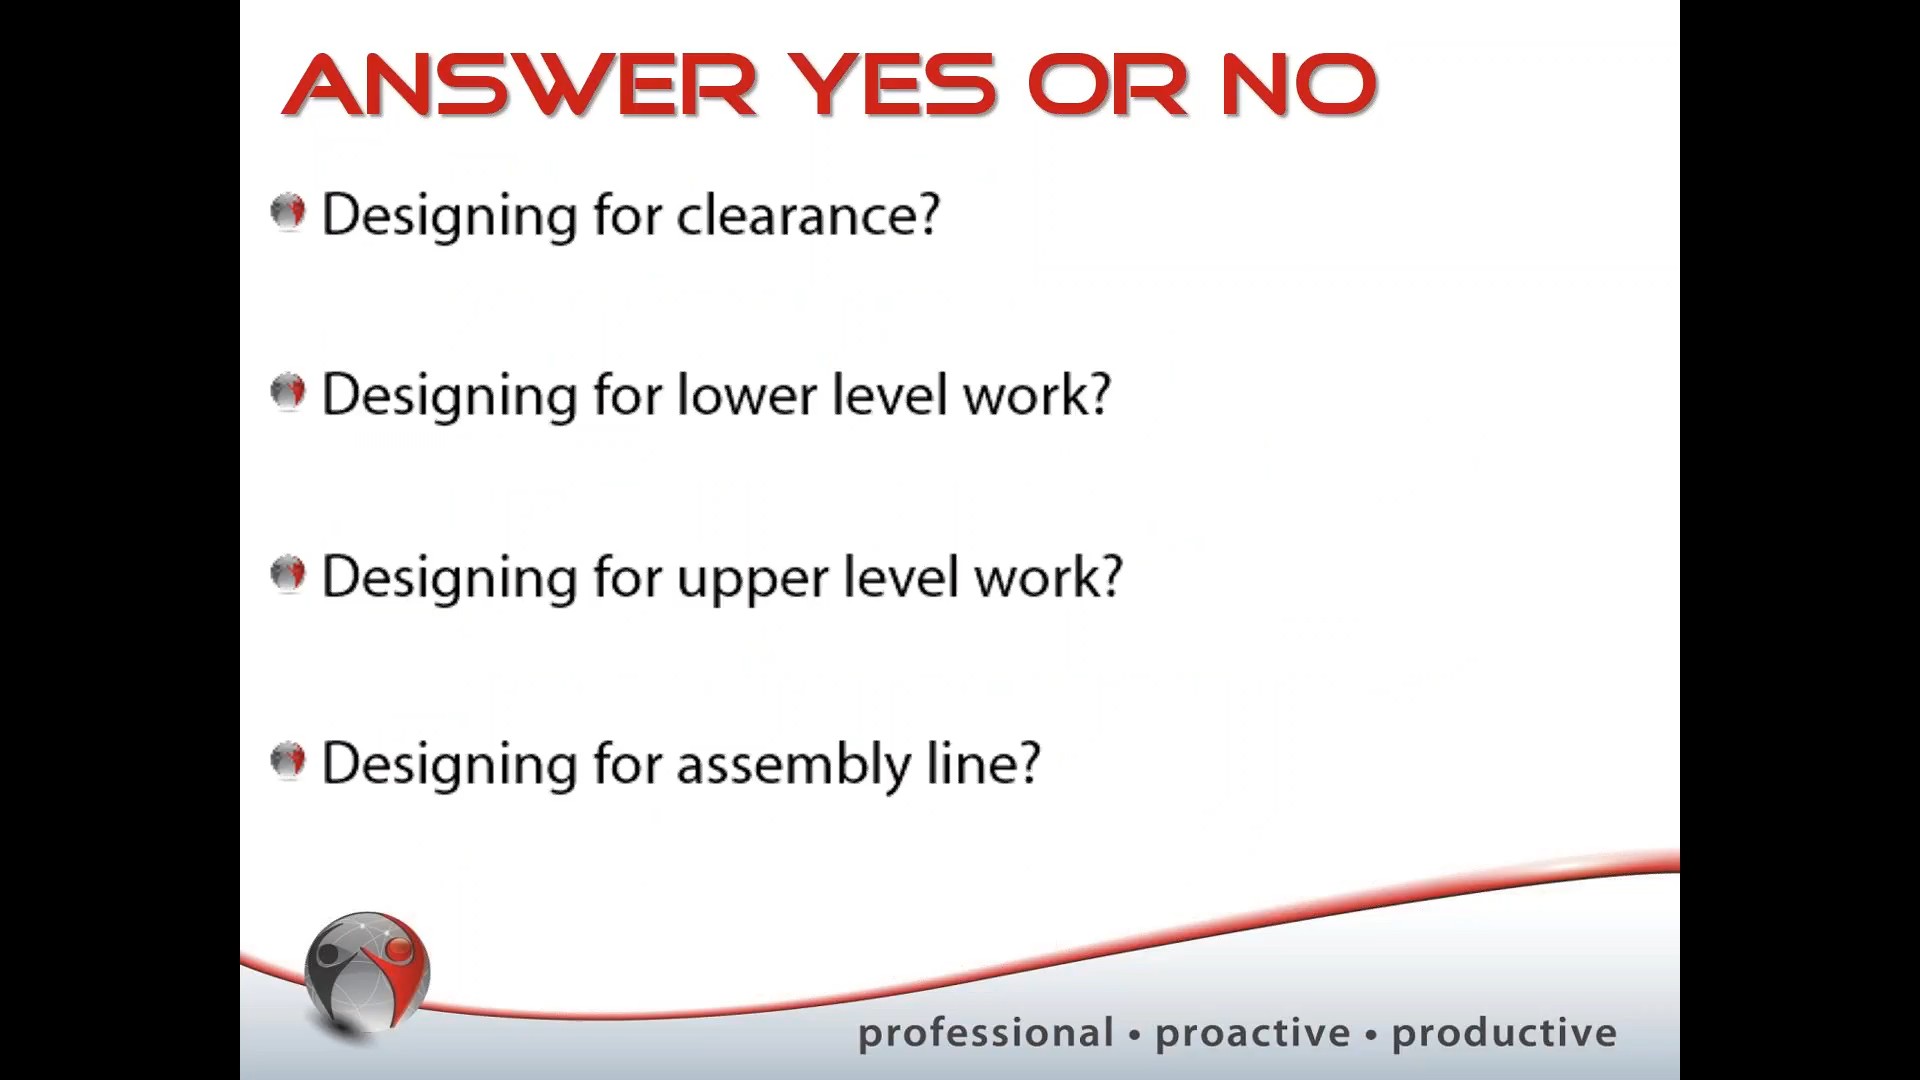 ANSWER YES OR NO
Designing for clearance?
Designing for lower level work?
Designing for upper level work?
Designing for assembly line?
professional • proactive • productive